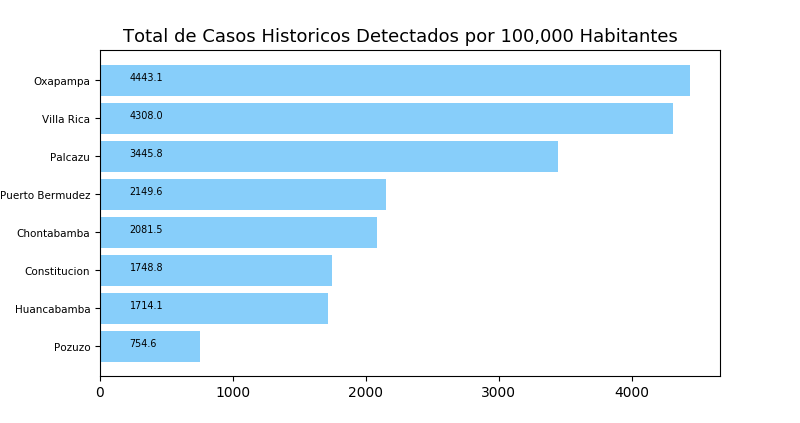 Total de Casos Historicos Detectados por 100,000 Habitantes
Oxapampa 4443.1
Villa Rica 4308.0
Palcazu 3445.8
Puerto Bermudez 2149.6
Chontabamba 2081.5
Constitucion 1748.8
Huancabamba 1714.1
Pozuzo 754.6
0 1000 2000 3000 4000